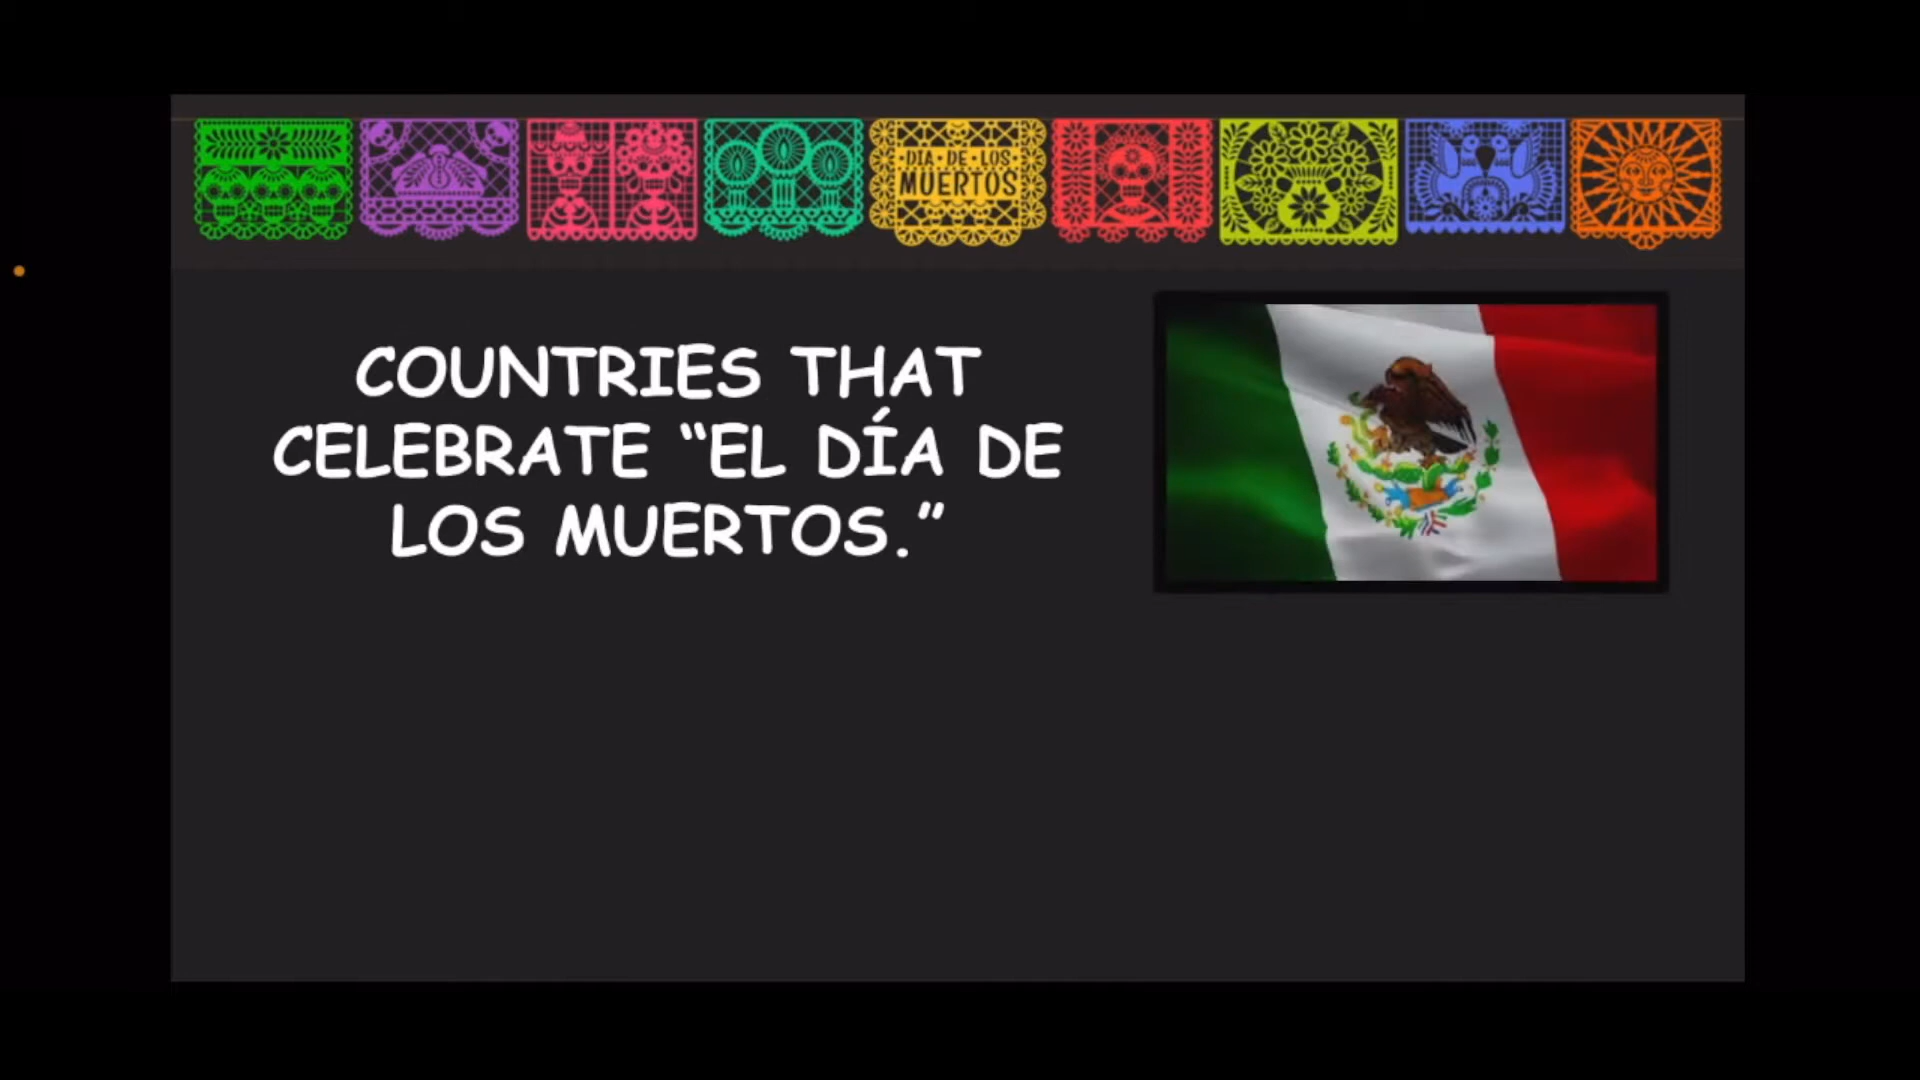 DIA • DE • LOS
MUERTOS
COUNTRIES THAT
CELEBRATE “EL DÍA DE
LOS MUERTOS.”